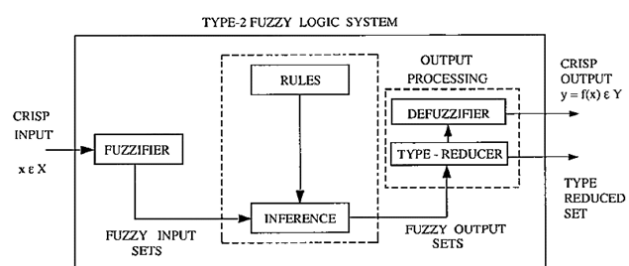 TYPE-2 FUZZY LOGIC SYSTEM
CRISP
INPUT
x ε X
FUZZIFIER
FUZZY INPUT
SETS
RULES
INFERENCE
OUTPUT
PROCESSING
DEFUZZIFIER
TYPE - REDUCER
FUZZY OUTPUT
SETS
CRISP
OUTPUT
y = f(x) ε Y
TYPE
REDUCED
SET